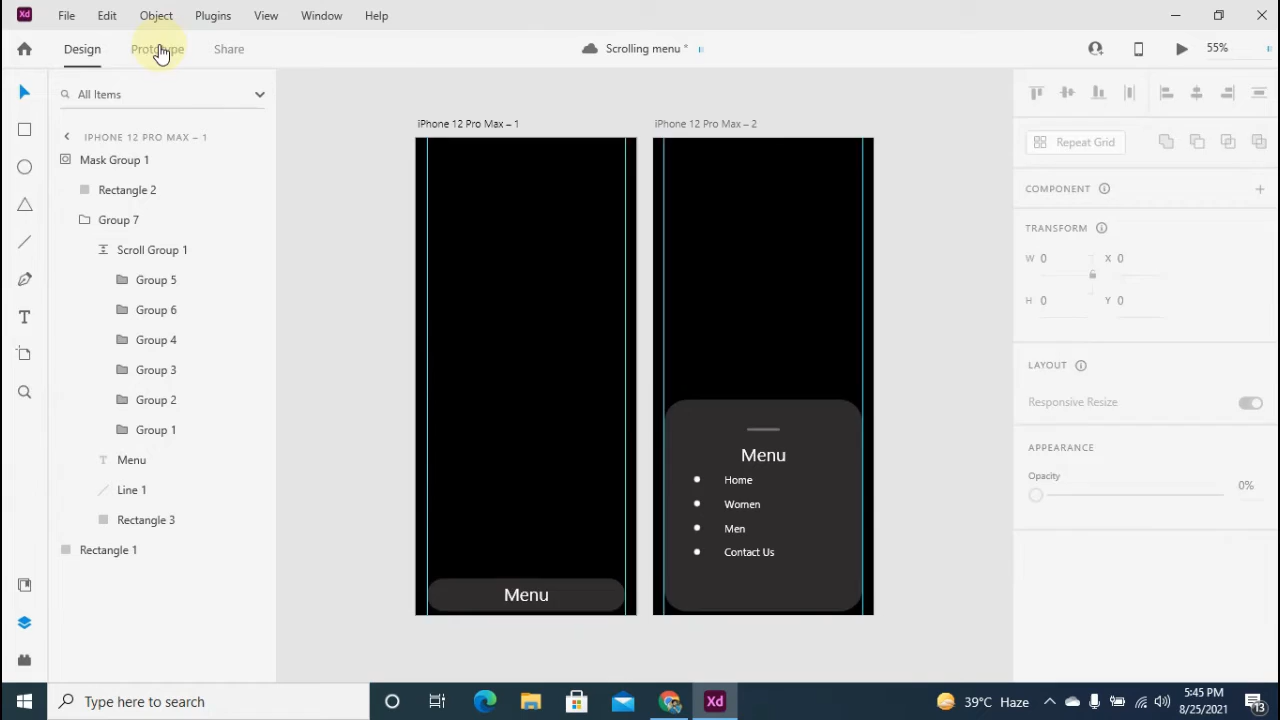 Xd File Edit Object Plugins View Window Help
Design Prototype Share Scrolling menu * 55%
All Items
IPHONE 12 PRO MAX – 1
Mask Group 1
Rectangle 2
Group 7
Scroll Group 1
Group 5
Group 6
Group 4
Group 3
Group 2
Group 1
Menu
Line 1
Rectangle 3
Rectangle 1
iPhone 12 Pro Max – 1
Menu
iPhone 12 Pro Max – 2
Menu
Home
Women
Men
Contact Us
Repeat Grid
COMPONENT
TRANSFORM
W 0 X 0
H 0 Y 0
LAYOUT
Responsive Resize
APPEARANCE
Opacity
0%
Type here to search
Xd
39°C Haze
5:45 PM
8/25/2021
13